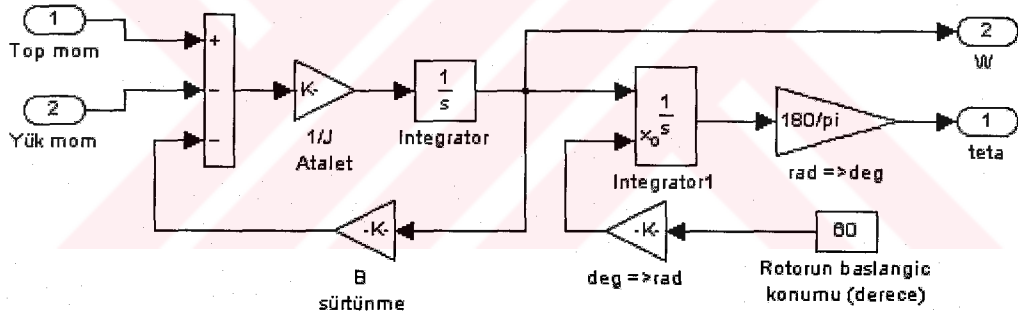 1
Top mom
2
Yük mom
+
−
−
K-
1/J
Atalet
1
s
Integrator
-K-
B
sürtünme
x₀
1
s
Integrator1
-K-
deg =>rad
180/pi
rad =>deg
60
Rotorun baslangic
konumu (derece)
2
W
1
teta